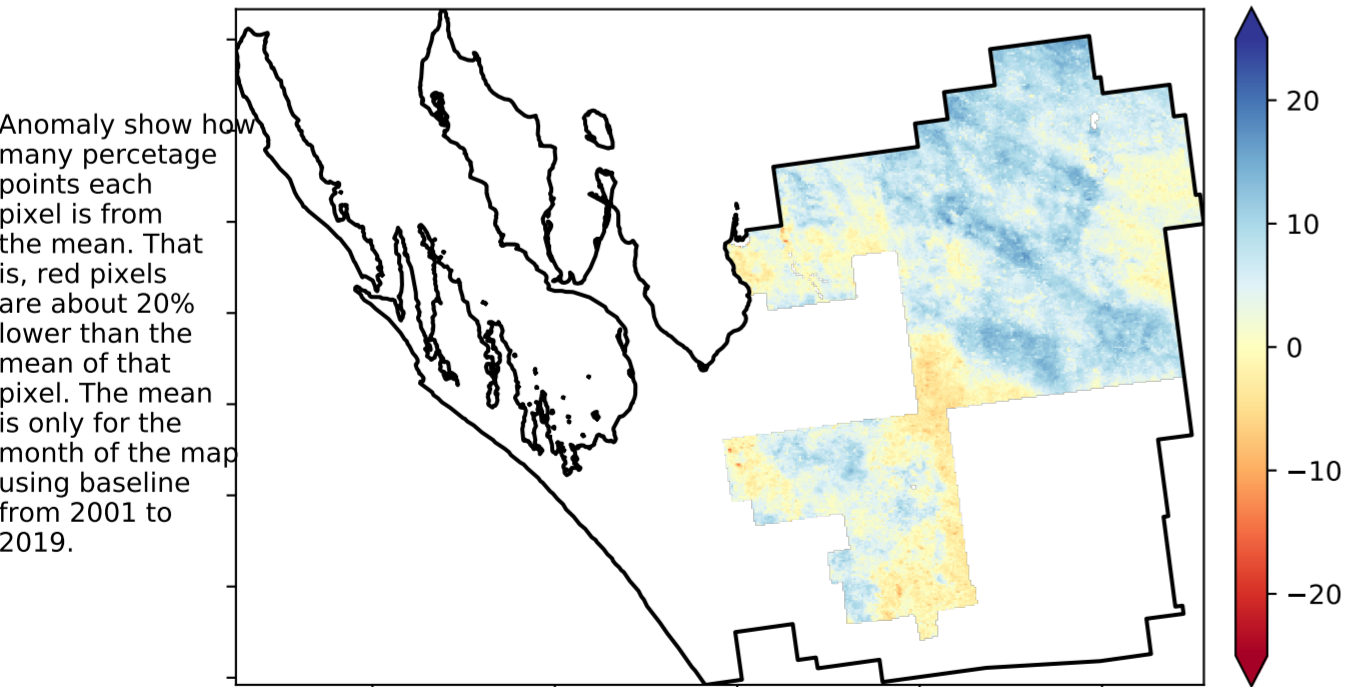 Anomaly show how
many percetage
points each
pixel is from
the mean. That
is, red pixels
are about 20%
lower than the
mean of that
pixel. The mean
is only for the
month of the map
using baseline
from 2001 to
2019.
20
10
0
−10
−20